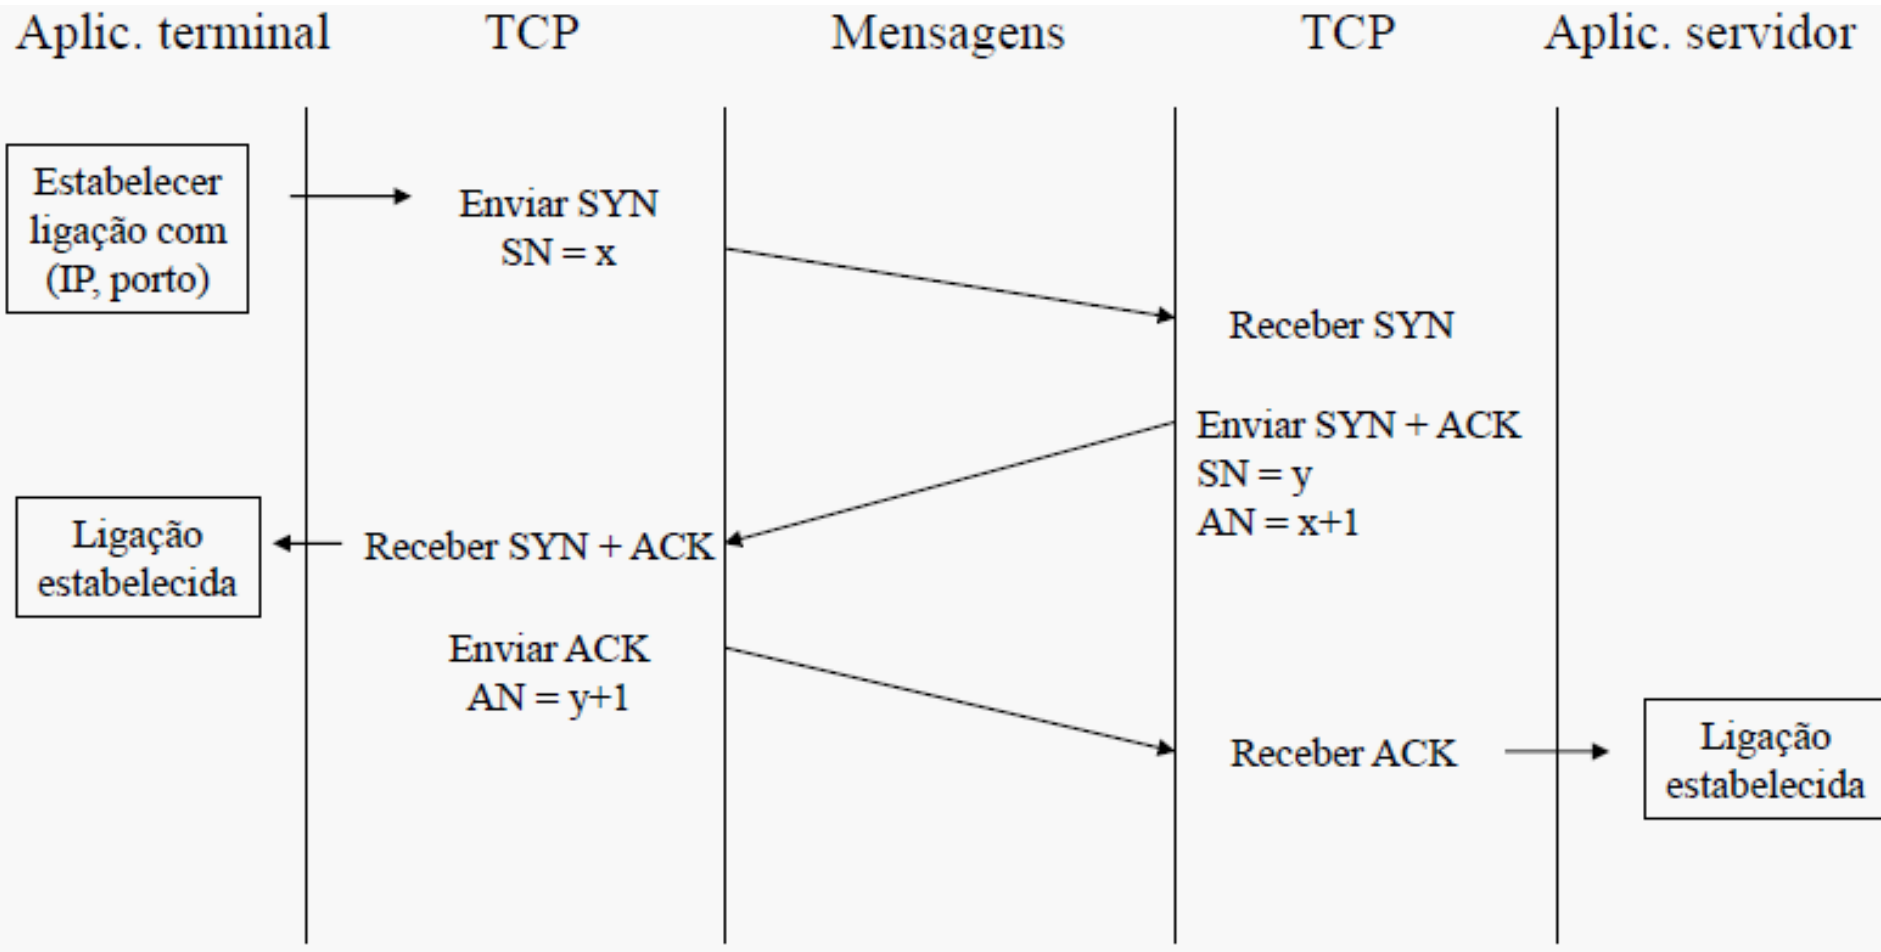 Aplic. terminal
TCP
Mensagens
TCP
Aplic. servidor
Estabelecer
ligação com
(IP, porto)
Enviar SYN
SN = x
Receber SYN
Enviar SYN + ACK
SN = y
AN = x+1
Ligação
estabelecida
Receber SYN + ACK
Enviar ACK
AN = y+1
Receber ACK
Ligação
estabelecida